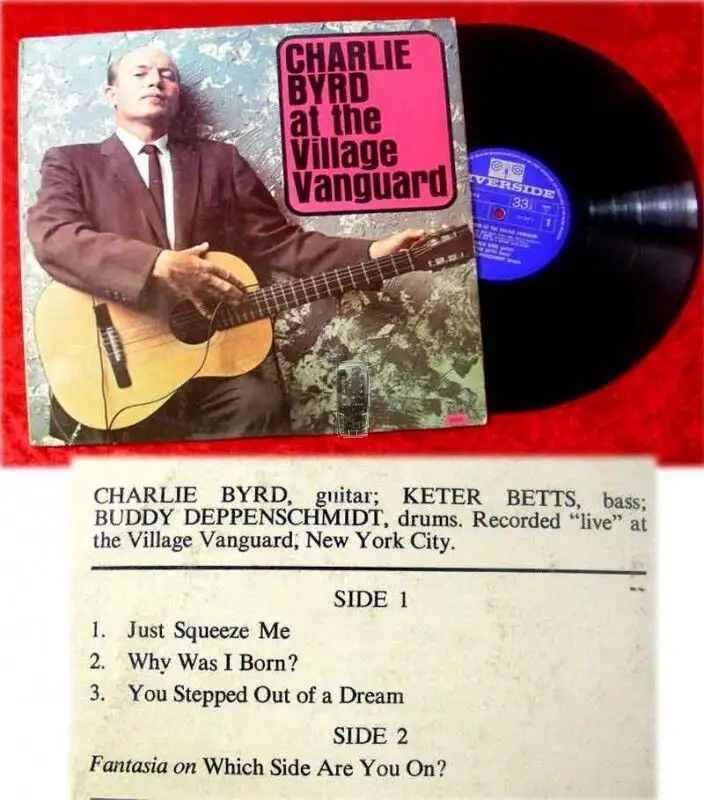 CHARLIE
BYRD
at the
Village
Vanguard
RIVERSIDE
33
CHARLIE BYRD, guitar; KETER BETTS, bass;
BUDDY DEPPENSCHMIDT, drums. Recorded “live” at
the Village Vanguard, New York City.
SIDE 1
1. Just Squeeze Me
2. Why Was I Born?
3. You Stepped Out of a Dream
SIDE 2
Fantasia on Which Side Are You On?